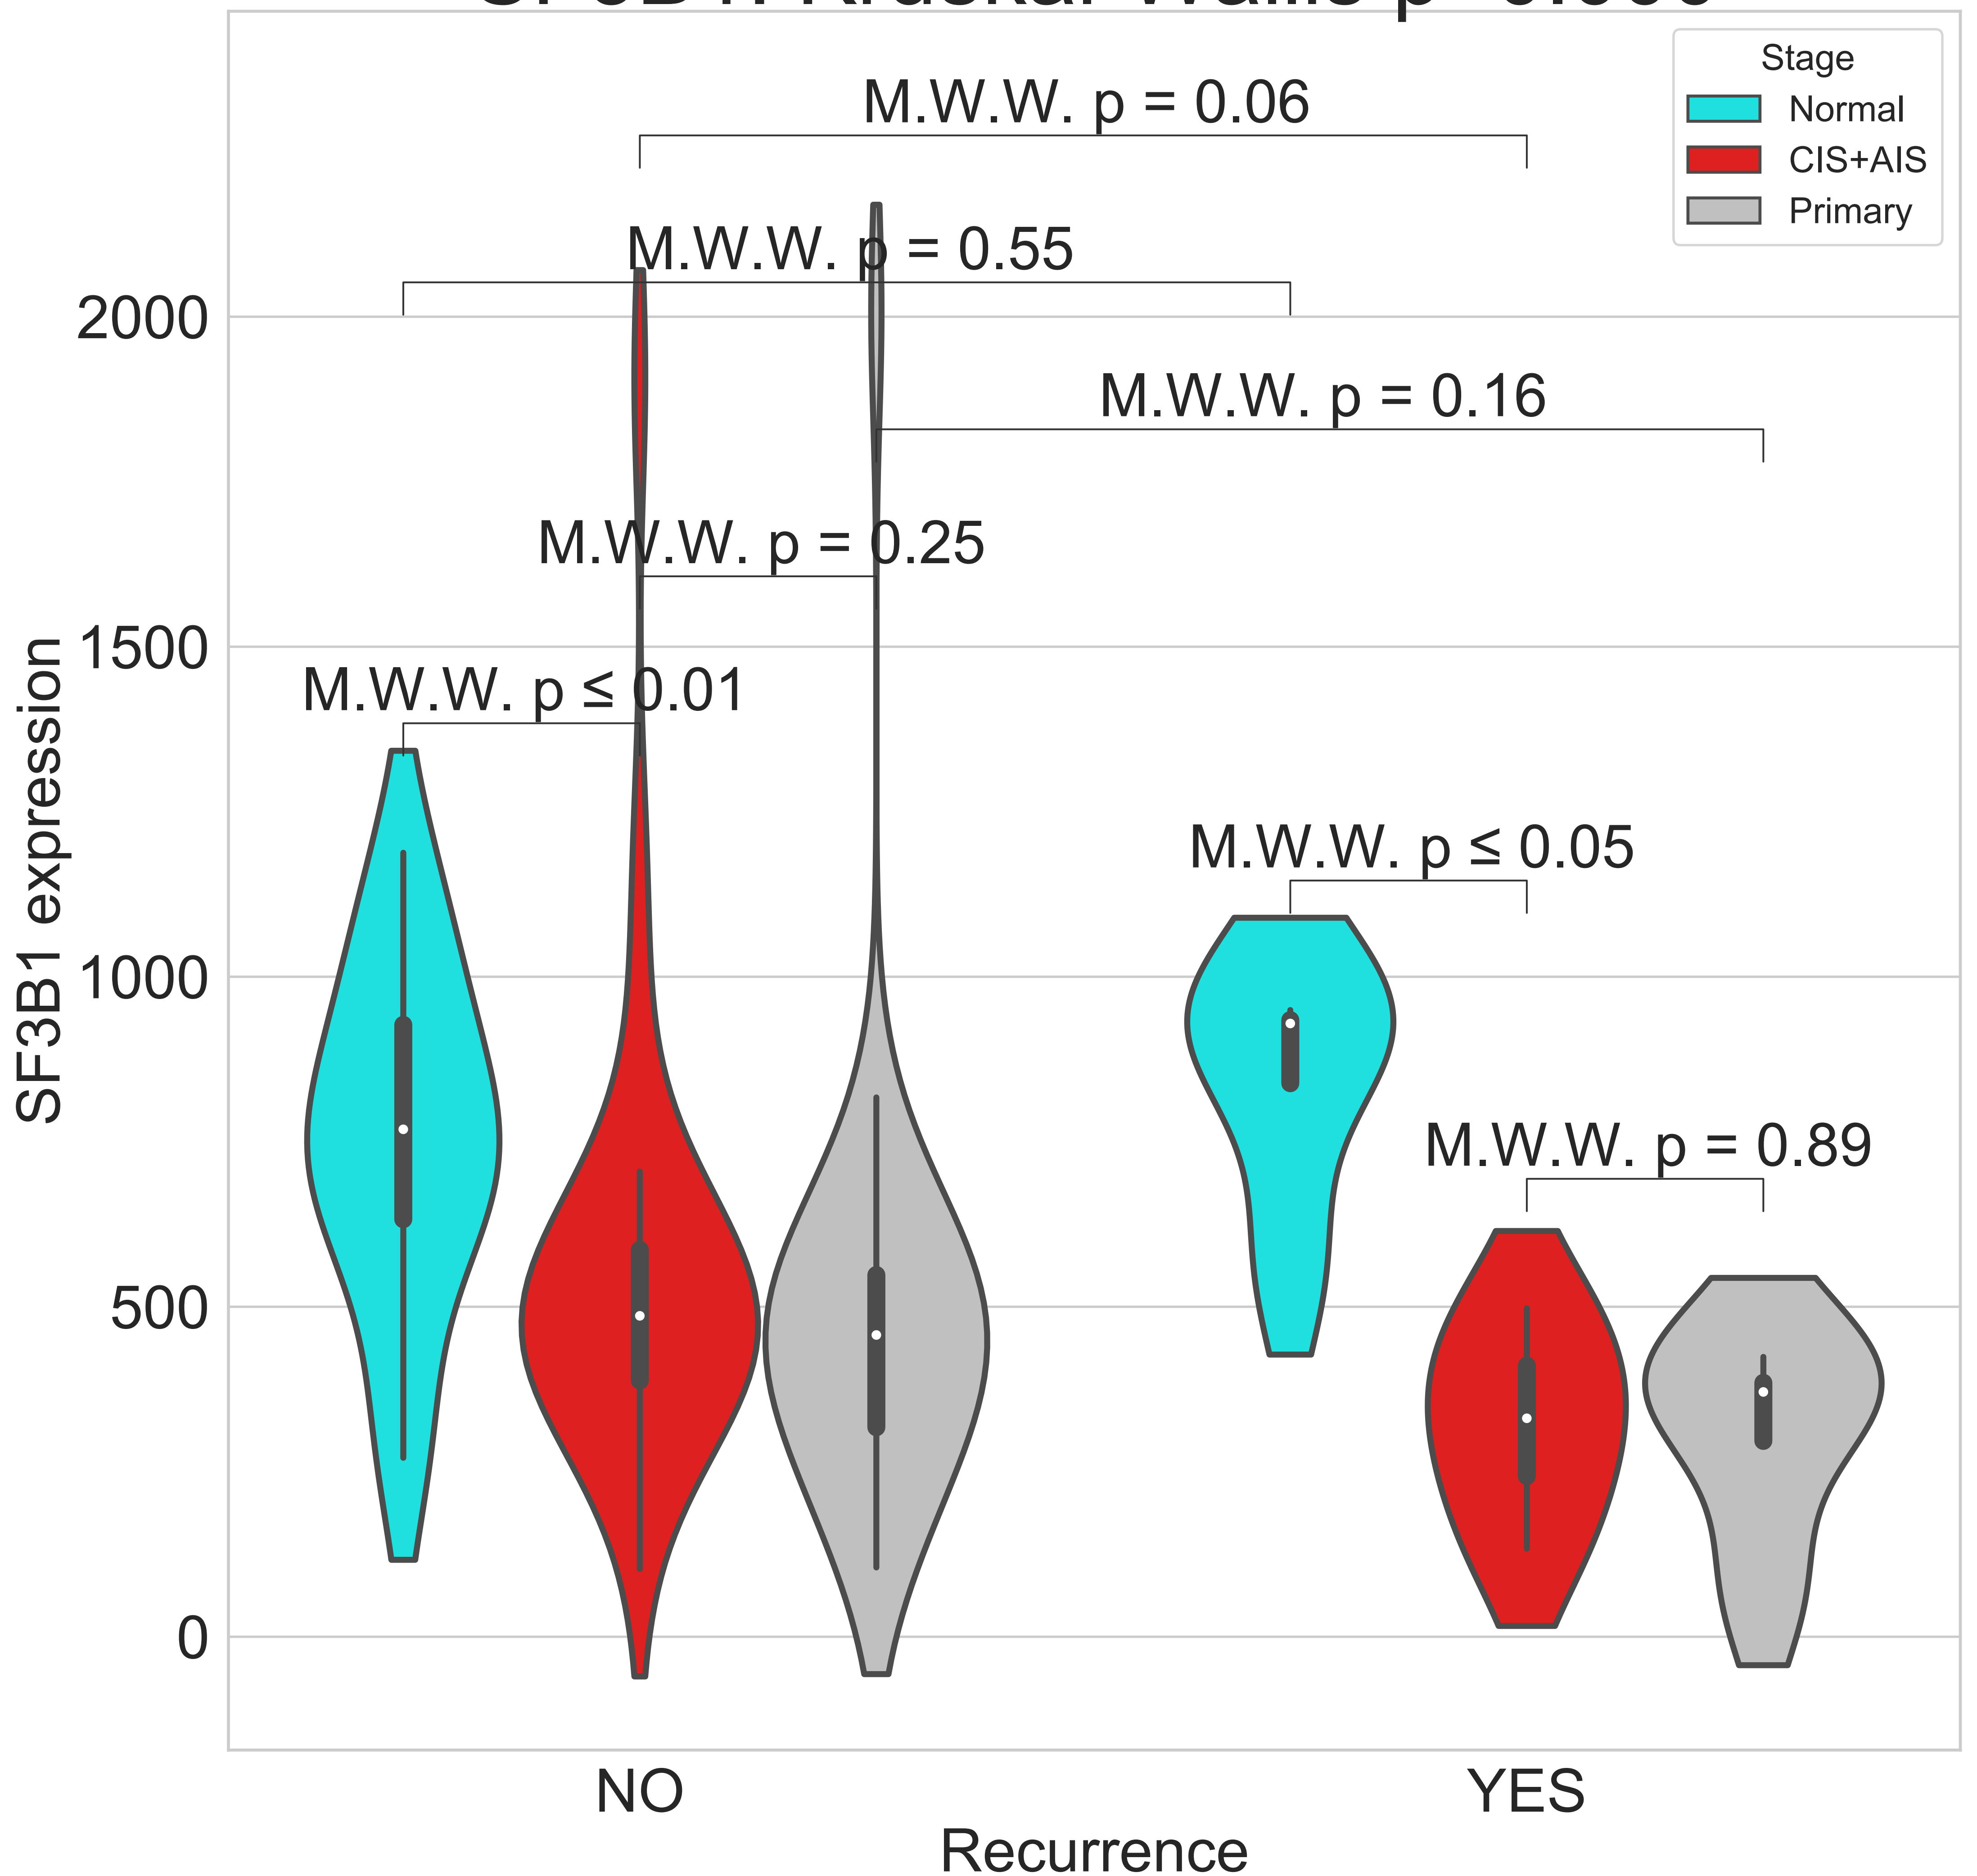 M.W.W. p = 0.06
Stage
Normal
CIS+AIS
Primary
M.W.W. p = 0.55
2000
M.W.W. p = 0.16
M.W.W. p = 0.25
1500
M.W.W. p ≤ 0.01
SF3B1 expression
1000
M.W.W. p ≤ 0.05
M.W.W. p = 0.89
500
0
NO
YES
Recurrence